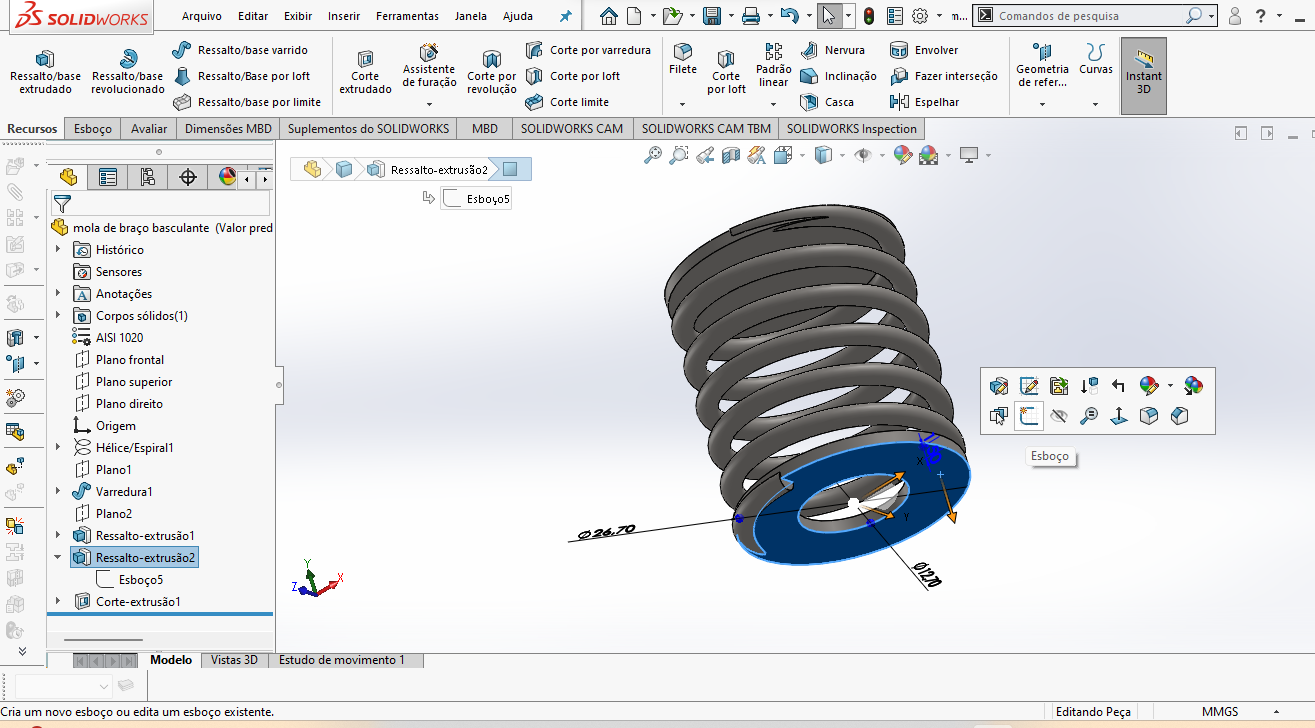 SOLIDWORKS
Arquivo Editar Exibir Inserir Ferramentas Janela Ajuda
m...
Comandos de pesquisa
?
Ressalto/base extrudado
Ressalto/base revolucionado
Ressalto/base varrido
Ressalto/Base por loft
Ressalto/base por limite
Corte extrudado
Assistente de furação
Corte por revolução
Corte por varredura
Corte por loft
Corte limite
Filete
Corte por loft
Padrão linear
Nervura
Inclinação
Casca
Envolver
Fazer interseção
Espelhar
Geometria de refer...
Curvas
Instant 3D
Recursos Esboço Avaliar Dimensões MBD Suplementos do SOLIDWORKS MBD SOLIDWORKS CAM SOLIDWORKS CAM TBM SOLIDWORKS Inspection
Ressalto-extrusão2
Esboço5
mola de braço basculante (Valor pred
Histórico
Sensores
Anotações
Corpos sólidos(1)
AISI 1020
Plano frontal
Plano superior
Plano direito
Origem
Hélice/Espiral1
Plano1
Varredura1
Plano2
Ressalto-extrusão1
Ressalto-extrusão2
Esboço5
Corte-extrusão1
Esboço
X
Y
Ø26,70
Ø12,70
Y
X
Z
Modelo Vistas 3D Estudo de movimento 1
Cria um novo esboço ou edita um esboço existente.
Editando Peça
MMGS